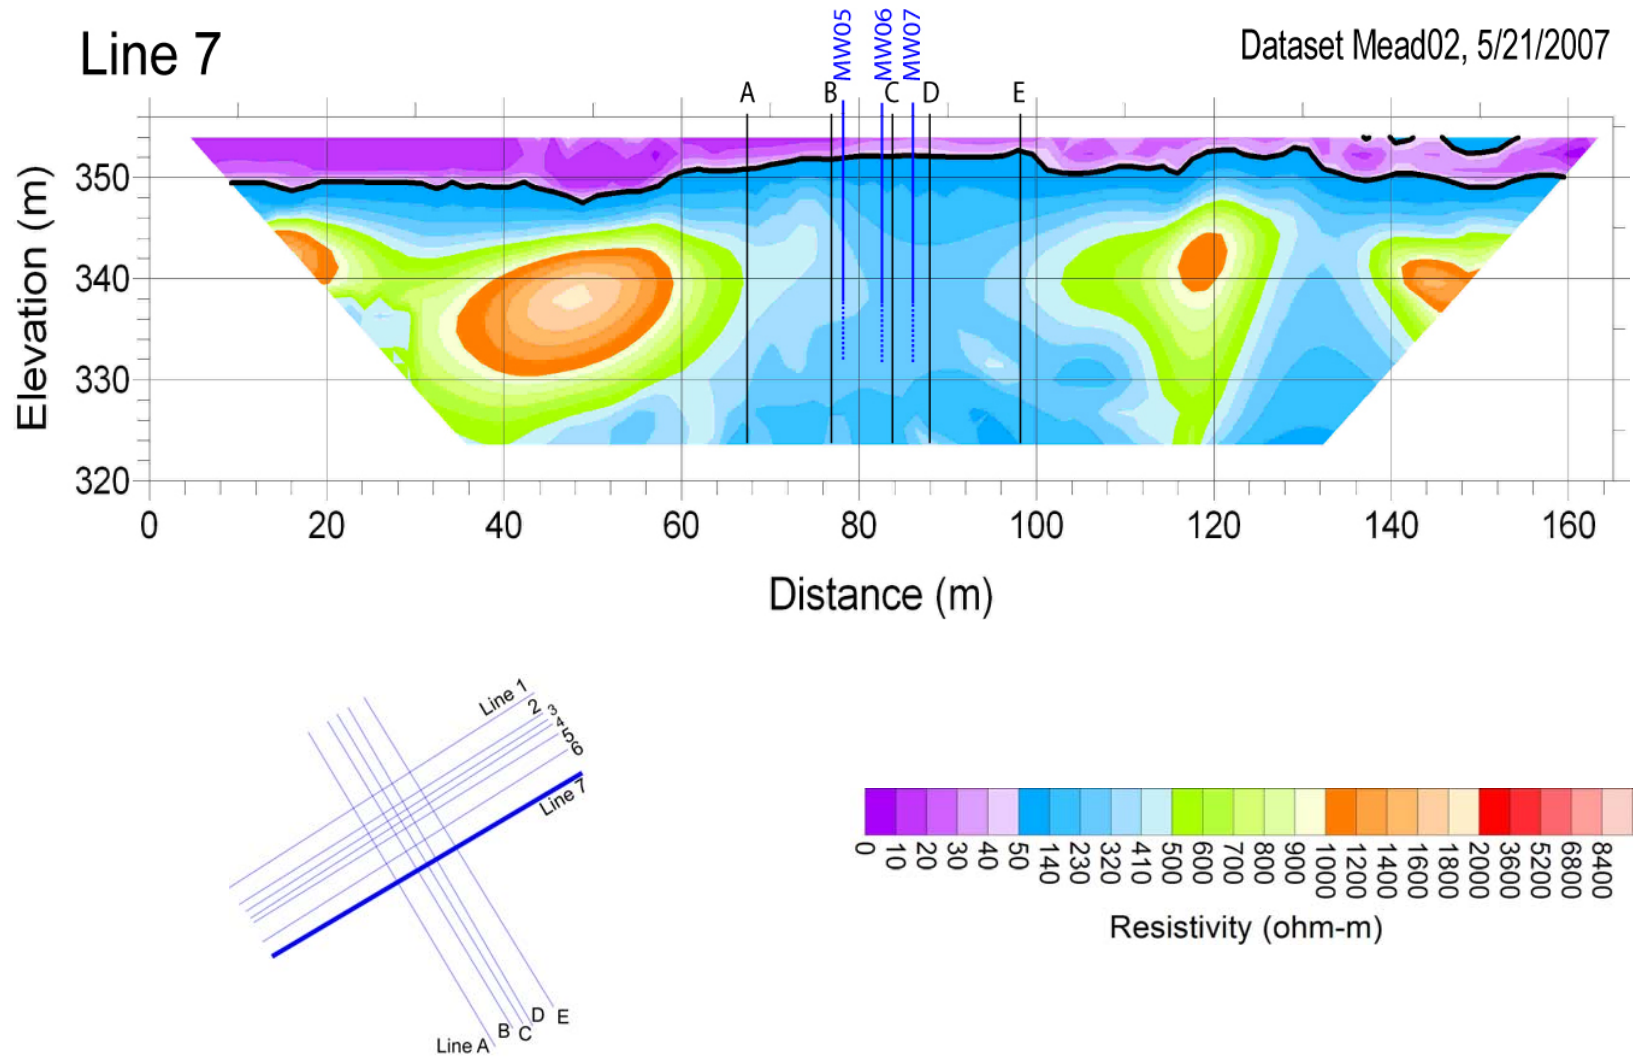 Line 7
MW05
MW06
MW07
Dataset Mead02, 5/21/2007
A
B
C
D
E
Elevation (m)
350
340
330
320
0 20 40 60 80 100 120 140 160
Distance (m)
Line 1
2
3
4
5
6
Line 7
Line A
B
C
D
E
0 10 20 30 40 50 140 230 320 410 500 600 700 800 900 1000 1200 1400 1600 1800 2000 3600 5200 6800 8400
Resistivity (ohm-m)